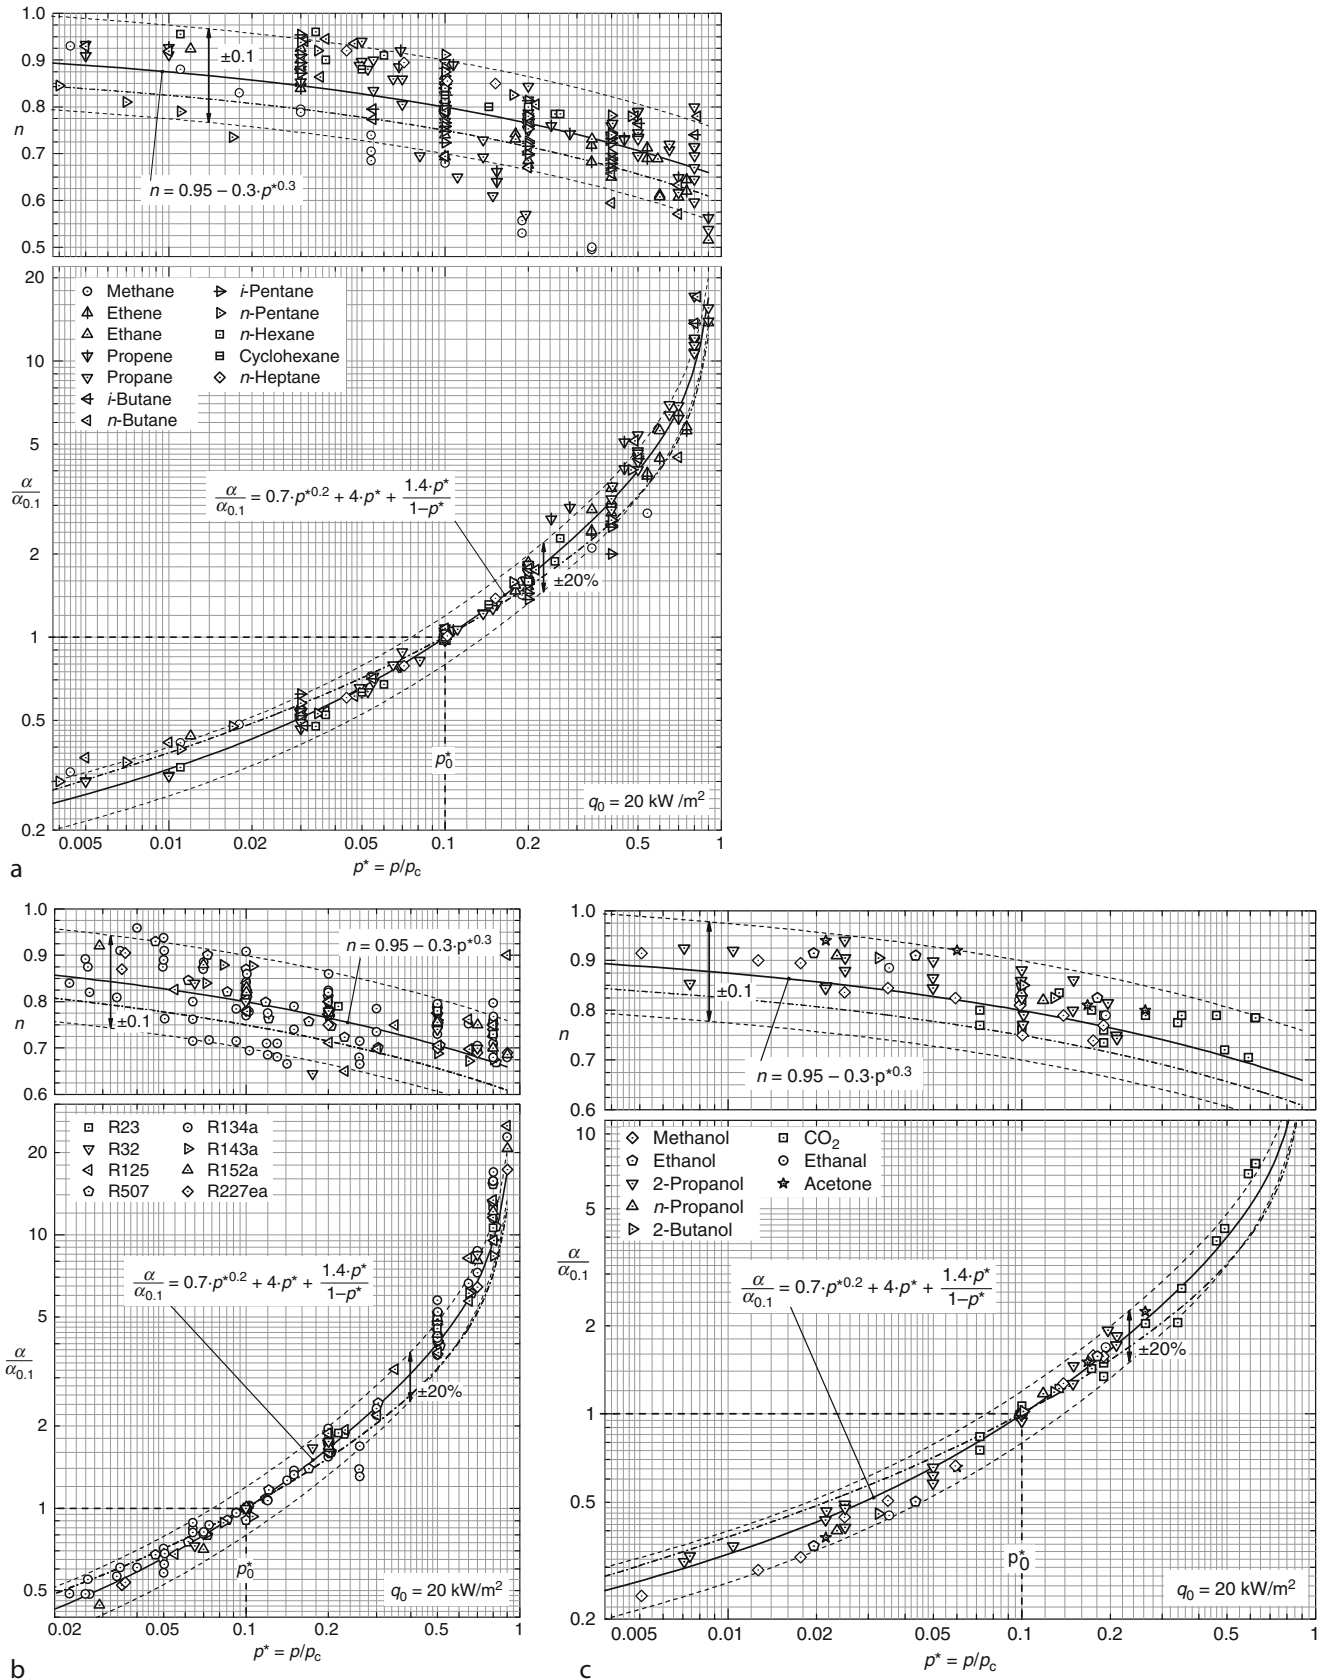 1.0
0.9
0.8
n
0.7
0.6
0.5
±0.1
n = 0.95 – 0.3·p*0.3
20
10
5
α/α0.1
2
1
0.5
0.2
Methane
Ethene
Ethane
Propene
Propane
i-Butane
n-Butane
i-Pentane
n-Pentane
n-Hexane
Cyclohexane
n-Heptane
α/α0.1 = 0.7·p*0.2 + 4·p* + 1.4·p*/1–p*
±20%
p*0
q0 = 20 kW /m2
0.005 0.01 0.02 0.05 0.1 0.2 0.5 1
p* = p/pc
a
1.0
0.9
0.8
n
0.7
0.6
n = 0.95 – 0.3·p*0.3
±0.1
20
10
5
α/α0.1
2
1
0.5
R23
R32
R125
R507
R134a
R143a
R152a
R227ea
α/α0.1 = 0.7·p*0.2 + 4·p* + 1.4·p*/1–p*
±20%
p*0
q0 = 20 kW/m2
0.02 0.05 0.1 0.2 0.5 1
p* = p/pc
b
1.0
0.9
0.8
n
0.7
0.6
±0.1
n = 0.95 – 0.3·p*0.3
10
5
α/α0.1
2
1
0.5
0.2
Methanol
Ethanol
2-Propanol
n-Propanol
2-Butanol
CO2
Ethanal
Acetone
α/α0.1 = 0.7·p*0.2 + 4·p* + 1.4·p*/1–p*
±20%
p*0
q0 = 20 kW/m2
0.005 0.01 0.02 0.05 0.1 0.2 0.5 1
p* = p/pc
c